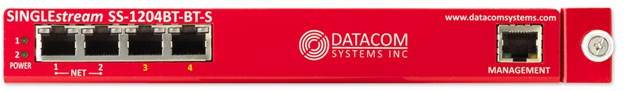 SINGLEstream SS-1204BT-BT-S
www.datacomsystems.com
1
2
POWER
1 2 3 4
NET
DATACOM
SYSTEMS INC
MANAGEMENT